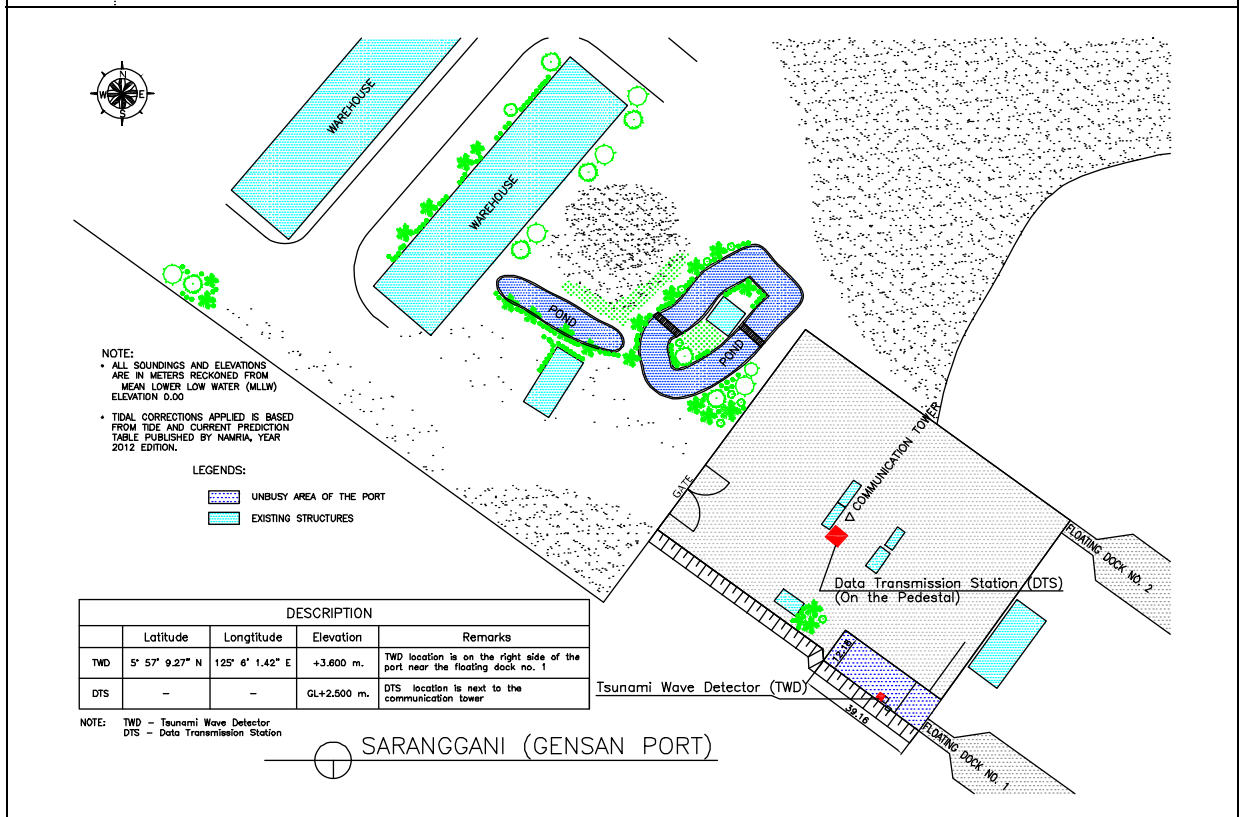 N
W E
S
WAREHOUSE
WAREHOUSE
POND
POND
NOTE:
• ALL SOUNDINGS AND ELEVATIONS
ARE IN METERS RECKONED FROM
MEAN LOWER LOW WATER (MLLW)
ELEVATION 0.00
• TIDAL CORRECTIONS APPLIED IS BASED
FROM TIDE AND CURRENT PREDICTION
TABLE PUBLISHED BY NAMRIA, YEAR
2012 EDITION.
LEGENDS:
UNBUSY AREA OF THE PORT
EXISTING STRUCTURES
GATE
COMMUNICATION TOWER
FLOATING DOCK NO. 2
Data Transmission Station (DTS)
(On the Pedestal)
12.18
Tsunami Wave Detector (TWD)
39.16
FLOATING DOCK NO. 1
DESCRIPTION
Latitude Longtitude Elevation Remarks
TWD 5° 57' 9.27" N 125° 6' 1.42" E +3.600 m. TWD location is on the right side of the
port near the floating dock no. 1
DTS – – GL+2.500 m. DTS location is next to the
communication tower
NOTE: TWD – Tsunami Wave Detector
DTS – Data Transmission Station
SARANGGANI (GENSAN PORT)